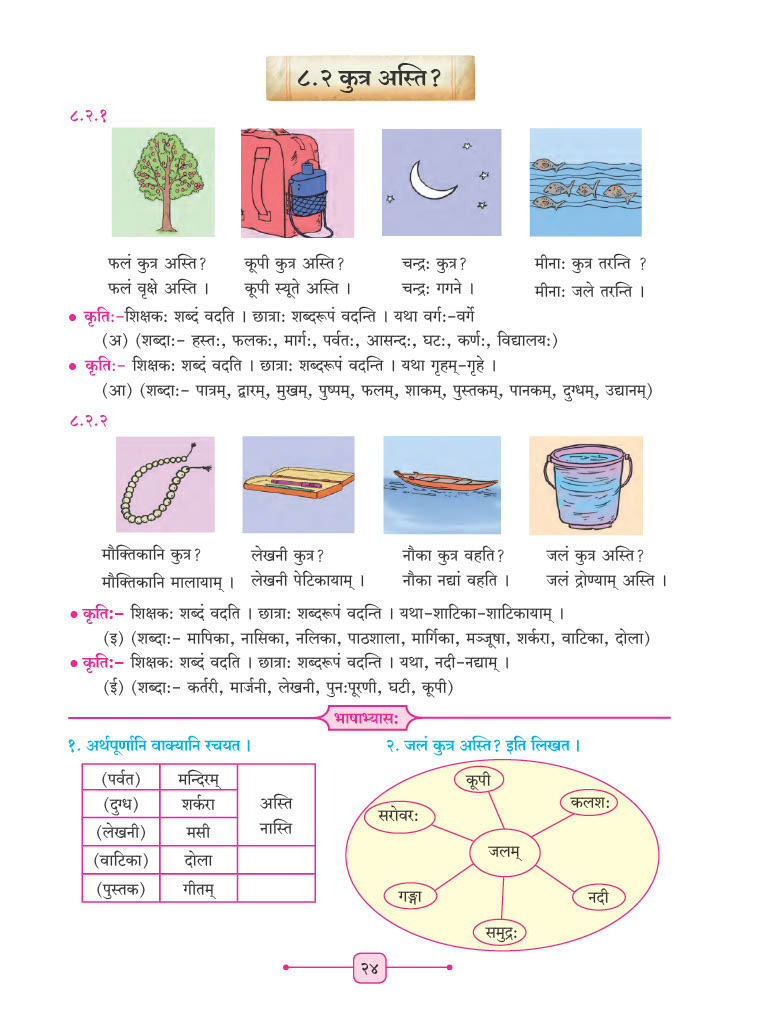 ८.२ कुत्र अस्ति?
८.२.१
फलं कुत्र अस्ति?
फलं वृक्षे अस्ति ।
कूपी कुत्र अस्ति?
कूपी स्यूते अस्ति ।
चन्द्रः कुत्र?
चन्द्रः गगने ।
मीनाः कुत्र तरन्ति ?
मीनाः जले तरन्ति ।
• कृतिः-शिक्षकः शब्दं वदति । छात्राः शब्दरूपं वदन्ति । यथा वर्गः-वर्गे
(अ) (शब्दाः- हस्तः, फलकः, मार्गः, पर्वतः, आसन्दः, घटः, कर्णः, विद्यालयः)
• कृतिः- शिक्षकः शब्दं वदति । छात्राः शब्दरूपं वदन्ति । यथा गृहम्-गृहे ।
(आ) (शब्दाः- पात्रम्, द्वारम्, मुखम्, पुष्पम्, फलम्, शाकम्, पुस्तकम्, पानकम्, दुग्धम्, उद्यानम्)
८.२.२
मौक्तिकानि कुत्र?
मौक्तिकानि मालायाम् ।
लेखनी कुत्र?
लेखनी पेटिकायाम् ।
नौका कुत्र वहति?
नौका नद्यां वहति ।
जलं कुत्र अस्ति?
जलं द्रोण्याम् अस्ति ।
• कृतिः- शिक्षकः शब्दं वदति । छात्राः शब्दरूपं वदन्ति । यथा-शाटिका-शाटिकायाम् ।
(इ) (शब्दाः- मापिका, नासिका, नलिका, पाठशाला, मार्गिका, मञ्जूषा, शर्करा, वाटिका, दोला)
• कृतिः- शिक्षकः शब्दं वदति । छात्राः शब्दरूपं वदन्ति । यथा, नदी-नद्याम् ।
(ई) (शब्दाः- कर्तरी, मार्जनी, लेखनी, पुनःपूरणी, घटी, कूपी)
भाषाभ्यासः
१. अर्थपूर्णानि वाक्यानि रचयत ।
(पर्वत) मन्दिरम्
(दुग्ध) शर्करा
(लेखनी) मसी
अस्ति
नास्ति
(वाटिका) दोला
(पुस्तक) गीतम्
२. जलं कुत्र अस्ति? इति लिखत ।
कूपी
कलशः
सरोवरः
जलम्
गङ्गा
नदी
समुद्रः
२४